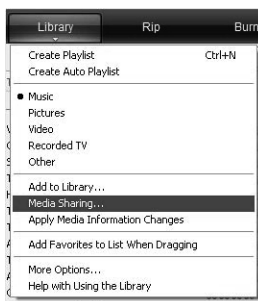 Library Rip Burn
Create Playlist Ctrl+N
Create Auto Playlist
Music
Pictures
Video
Recorded TV
Other
Add to Library...
Media Sharing...
Apply Media Information Changes
Add Favorites to List When Dragging
More Options...
Help with Using the Library